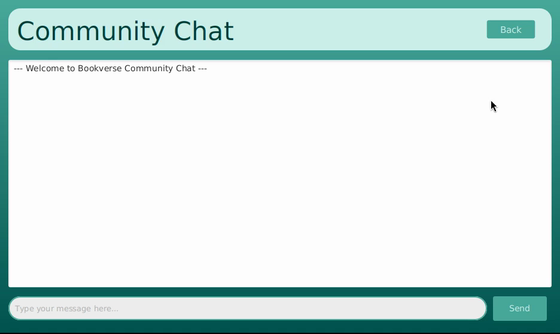 Community Chat
Back
--- Welcome to Bookverse Community Chat ---
Type your message here...
Send